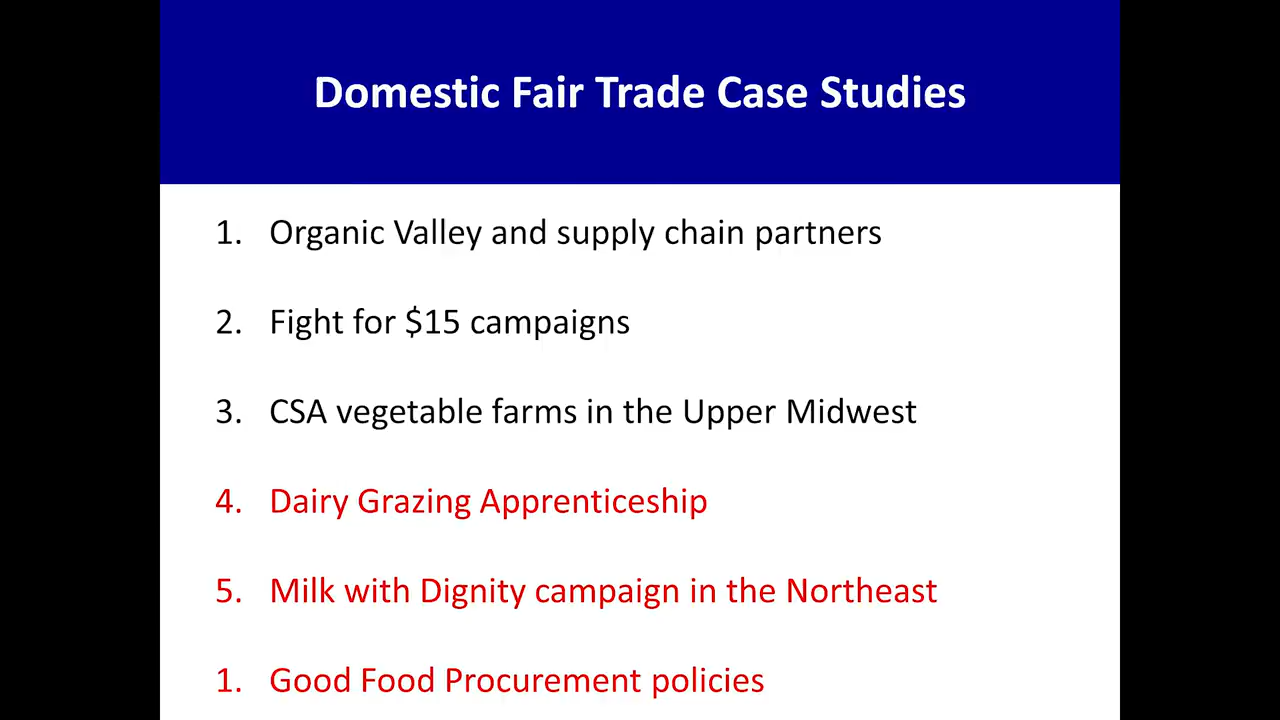 Domestic Fair Trade Case Studies
1. Organic Valley and supply chain partners
2. Fight for $15 campaigns
3. CSA vegetable farms in the Upper Midwest
4. Dairy Grazing Apprenticeship
5. Milk with Dignity campaign in the Northeast
1. Good Food Procurement policies